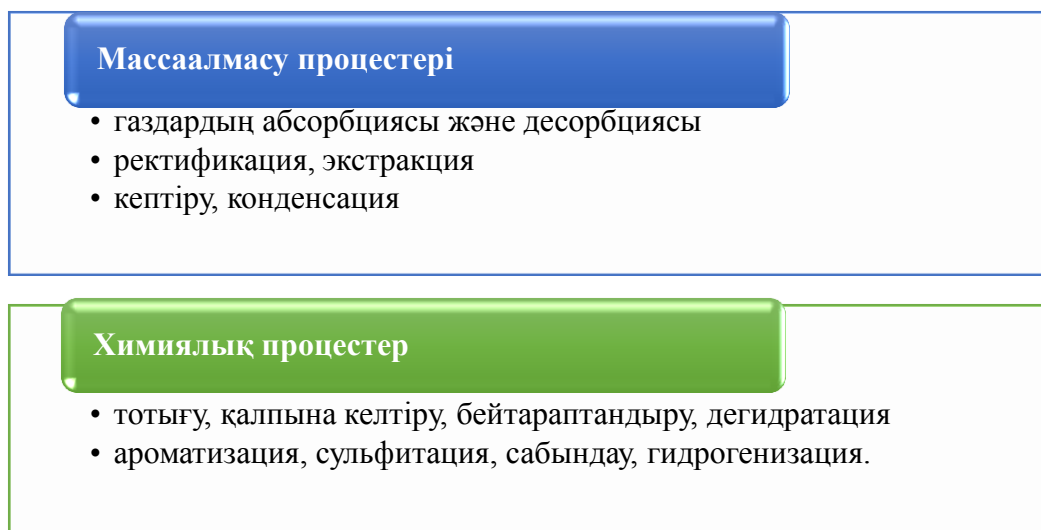 Массаалмасу процестері
• газдардың абсорбциясы және десорбциясы
• ректификация, экстракция
• кептіру, конденсация
Химиялық процестер
• тотығу, қалпына келтіру, бейтараптандыру, дегидратация
• ароматизация, сульфитация, сабындау, гидрогенизация.